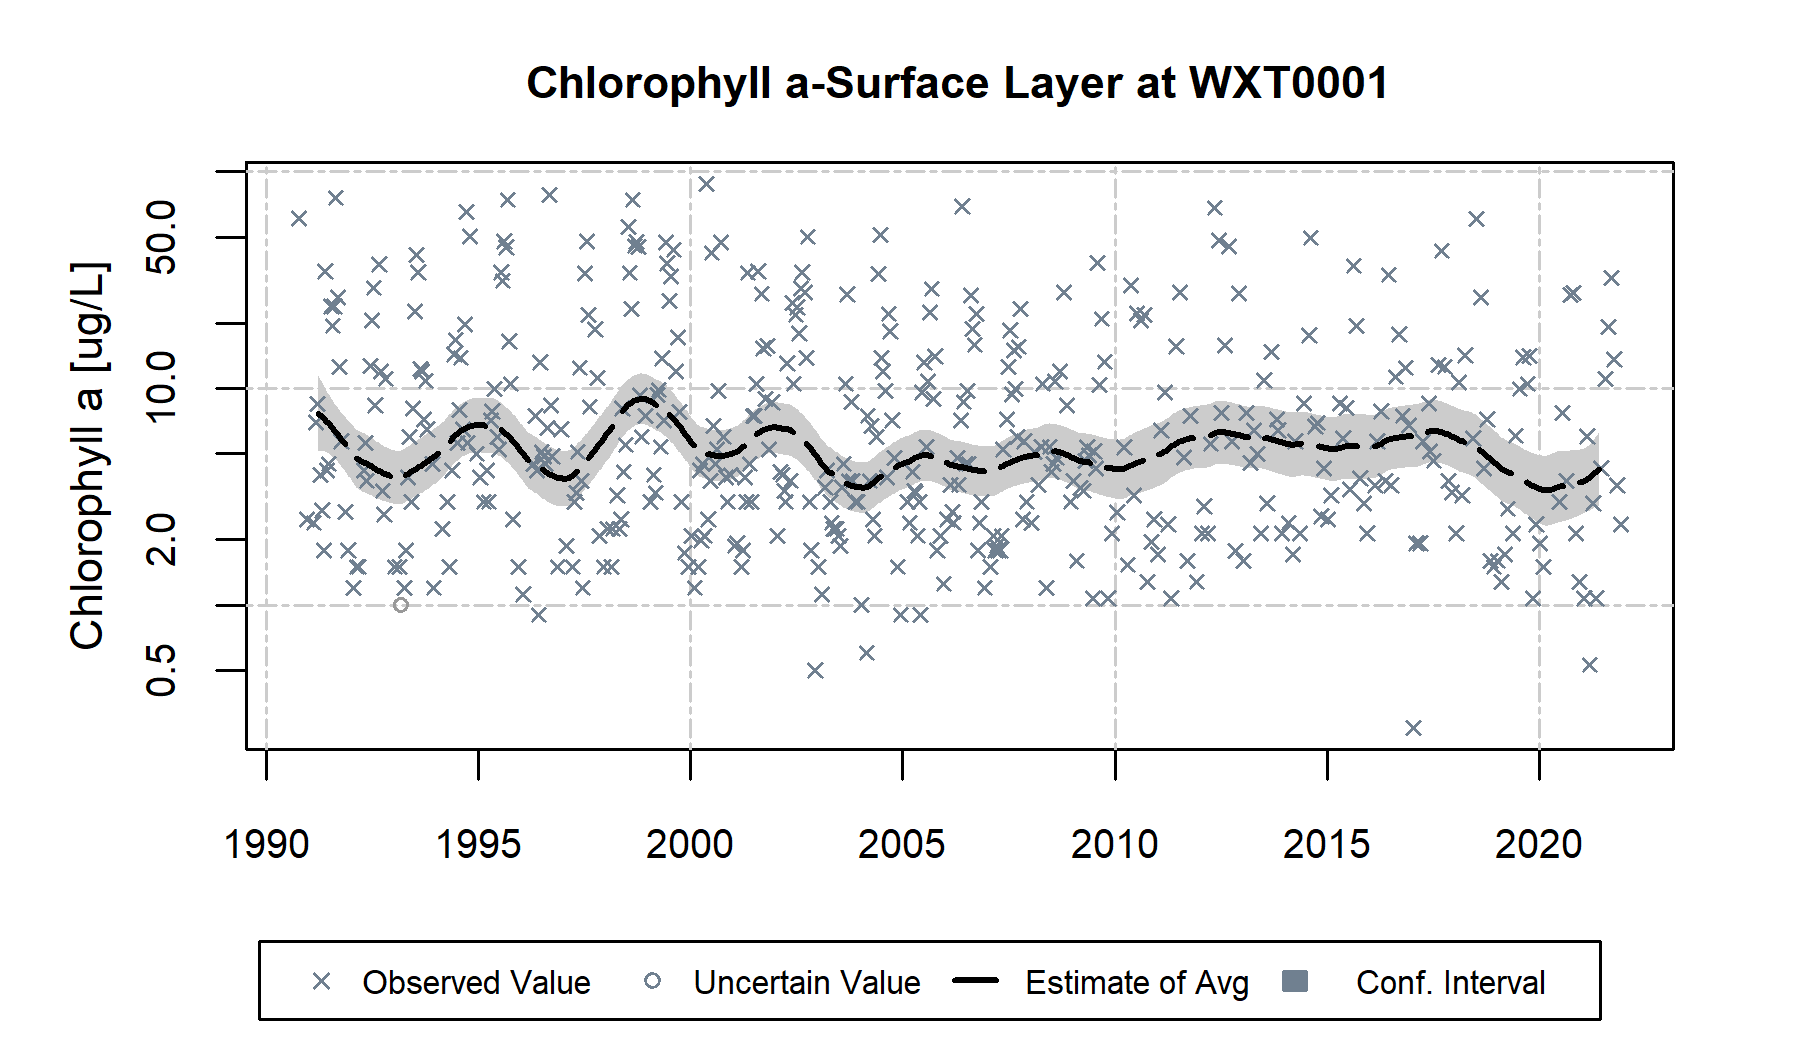 Chlorophyll a-Surface Layer at WXT0001
Chlorophyll a [ug/L]
50.0
10.0
2.0
0.5
1990 1995 2000 2005 2010 2015 2020
Observed Value Uncertain Value Estimate of Avg Conf. Interval